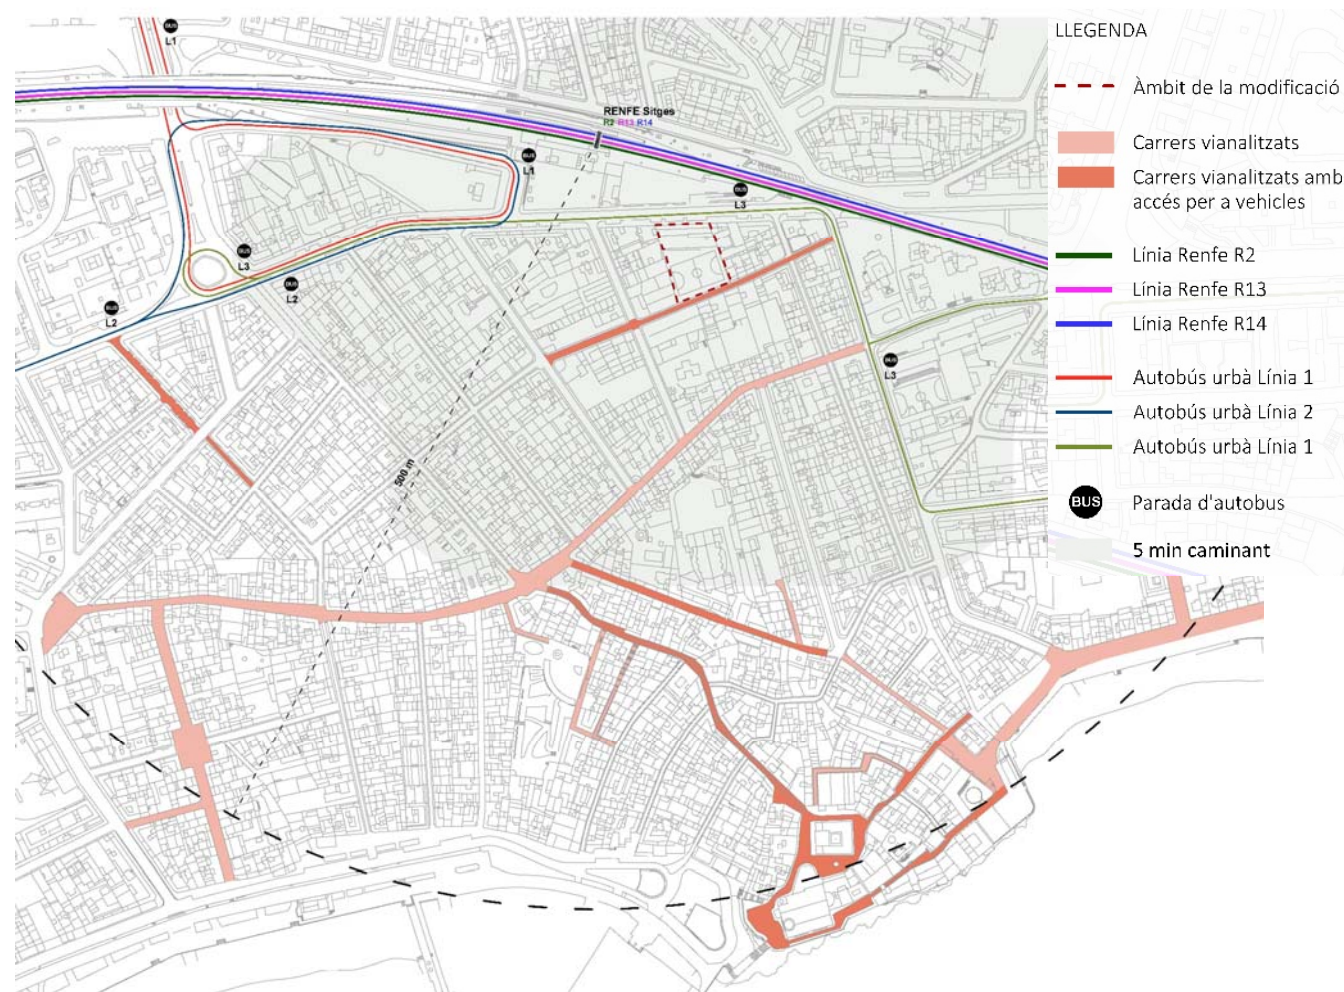 LLEGENDA
Àmbit de la modificació
Carrers vianalitzats
Carrers vianalitzats amb
accés per a vehicles
Línia Renfe R2
Línia Renfe R13
Línia Renfe R14
Autobús urbà Línia 1
Autobús urbà Línia 2
Autobús urbà Línia 1
BUS Parada d'autobus
5 min caminant
BUS
L1
RENFE Sitges
R2 R13 R14
BUS
L1
BUS
L3
BUS
L3
BUS
L2
BUS
L2
BUS
L3
500 m